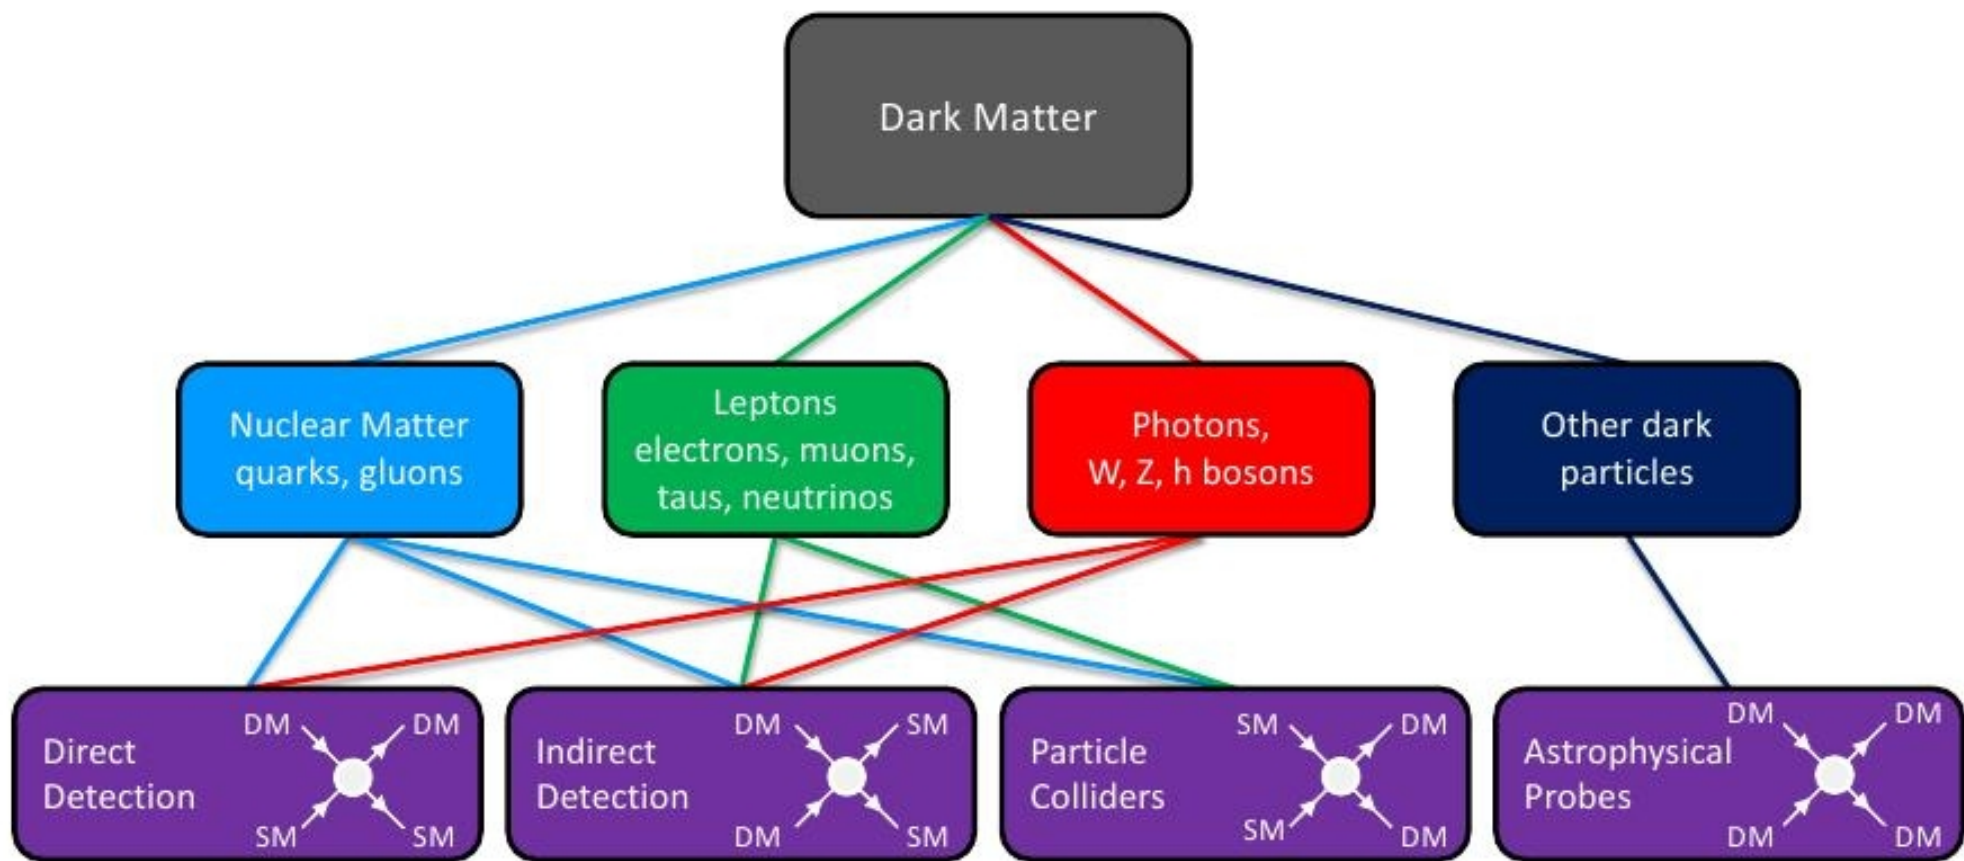 Dark Matter
Nuclear Matter
quarks, gluons
Leptons
electrons, muons,
taus, neutrinos
Photons,
W, Z, h bosons
Other dark
particles
Direct
Detection
DM
DM
SM
SM
Indirect
Detection
DM
SM
DM
SM
Particle
Colliders
SM
DM
SM
DM
Astrophysical
Probes
DM
DM
DM
DM